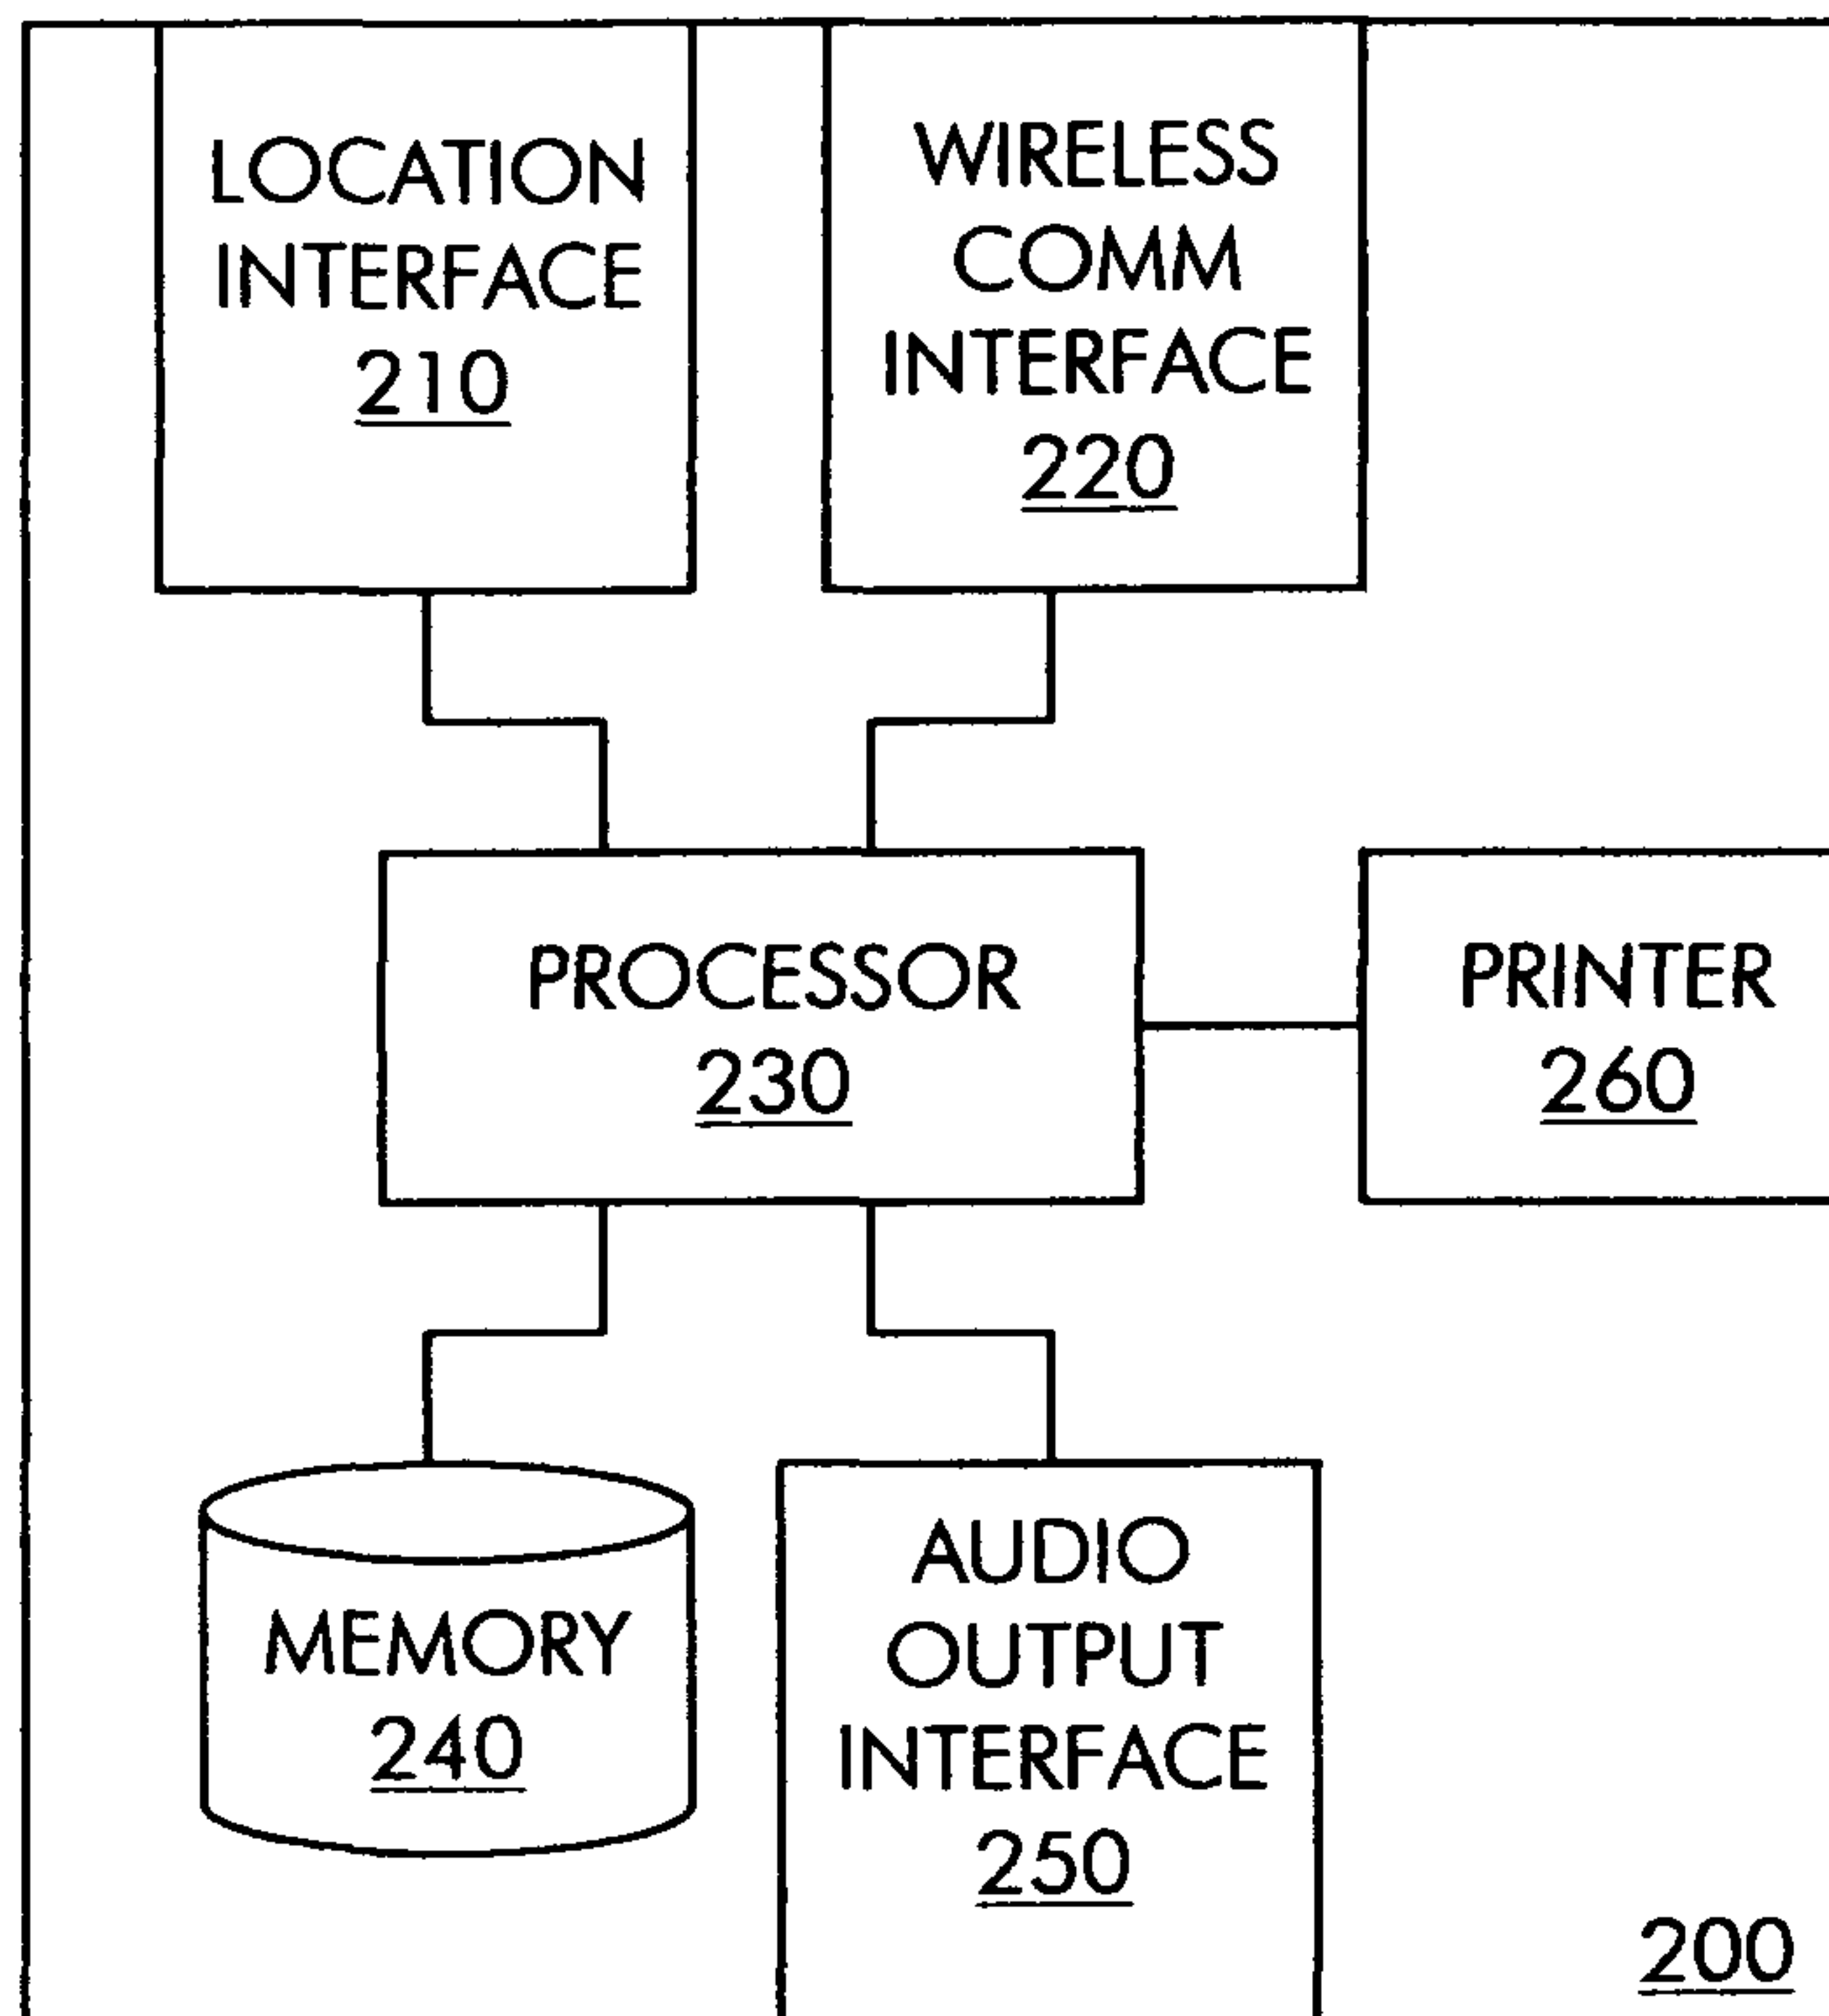 LOCATION
INTERFACE
210
WIRELESS
COMM
INTERFACE
220
PROCESSOR
230
PRINTER
260
MEMORY
240
AUDIO
OUTPUT
INTERFACE
250
200